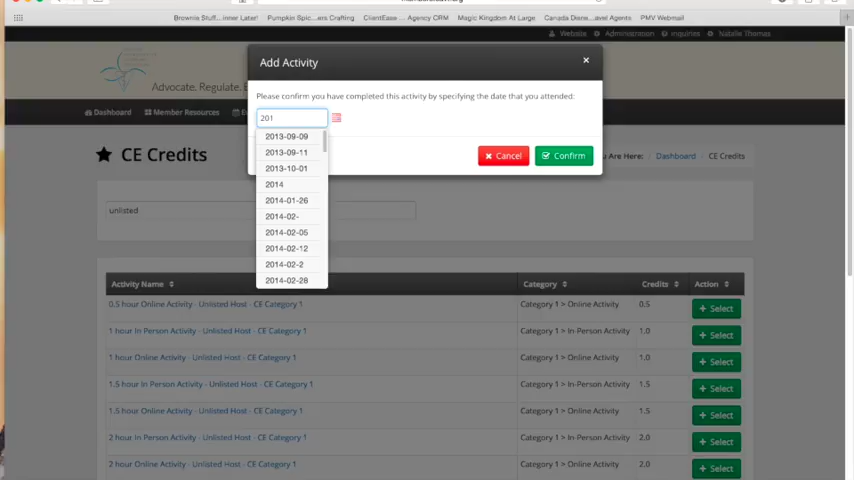 Brownie Stuff...inner Later!
Pumpkin Spic...ers Crafting
ClientEase ... Agency CRM
Magic Kingdom At Large
Canada Diane...avel Agents
PMV Webmail
Website
Administration
Inquiries
Natalie Thomas
Advocate, Regulate, E
Dashboard
Member Resources
Add Activity
×
Please confirm you have completed this activity by specifying the date that you attended:
201
Cancel
Confirm
2013-09-09
2013-09-11
2013-10-01
2014
2014-01-26
2014-02-
2014-02-05
2014-02-12
2014-02-2
2014-02-28
CE Credits
u Are Here: / Dashboard / CE Credits
unlisted
Activity Name Category Credits Action
0.5 hour Online Activity - Unlisted Host - CE Category 1 Category 1 > Online Activity 0.5 + Select
1 hour In Person Activity - Unlisted Host - CE Category 1 Category 1 > In-Person Activity 1.0 + Select
1 hour Online Activity - Unlisted Host - CE Category 1 Category 1 > Online Activity 1.0 + Select
1.5 hour In Person Activity - Unlisted Host - CE Category 1 Category 1 > In-Person Activity 1.5 + Select
1.5 hour Online Activity - Unlisted Host - CE Category 1 Category 1 > Online Activity 1.5 + Select
2 hour In Person Activity - Unlisted Host - CE Category 1 Category 1 > In-Person Activity 2.0 + Select
2 hour Online Activity - Unlisted Host - CE Category 1 Category 1 > Online Activity 2.0 + Select